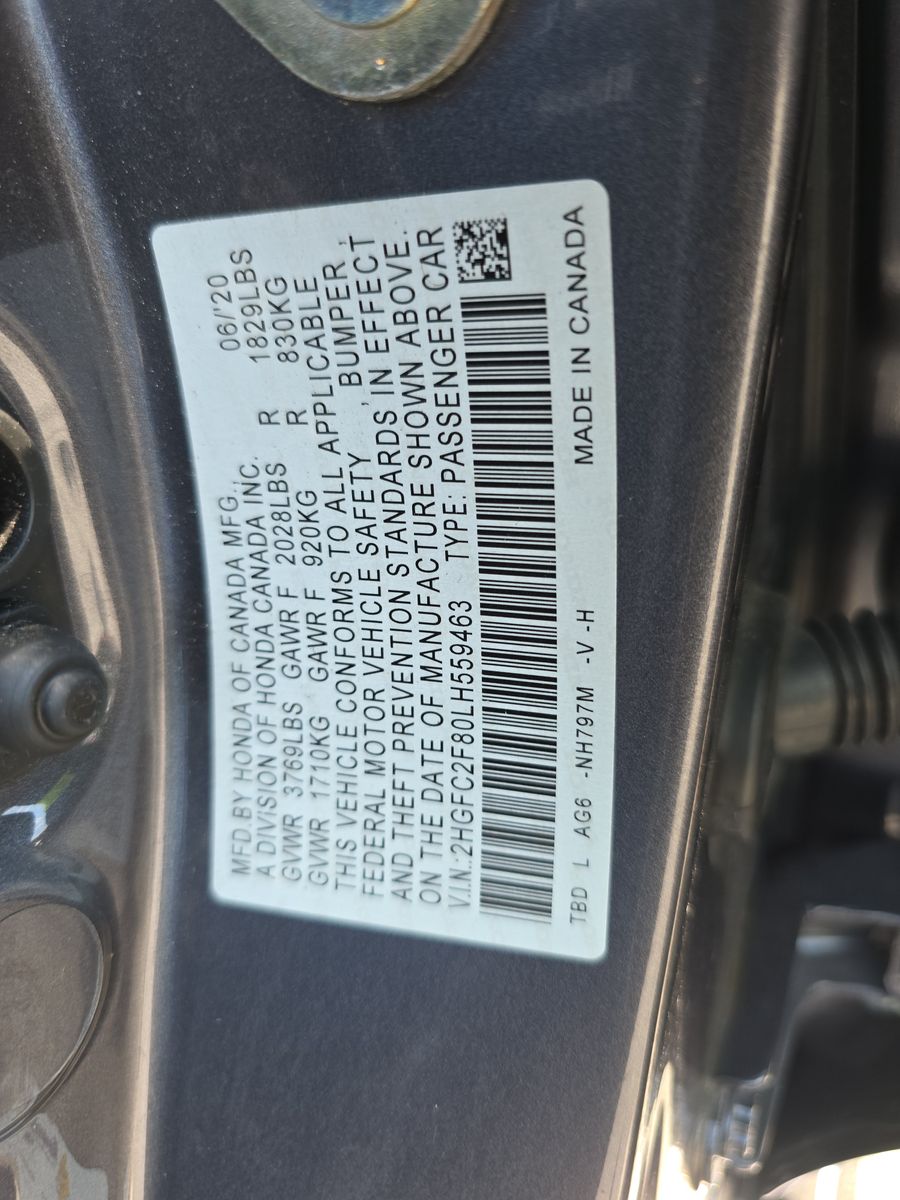 MFD.BY HONDA OF CANADA MFG., 06/'20
A DIVISION OF HONDA CANADA INC.
GVWR 3769LBS GAWR F 2028LBS R 1829LBS
GVWR 1710KG GAWR F 920KG R 830KG
THIS VEHICLE CONFORMS TO ALL APPLICABLE
FEDERAL MOTOR VEHICLE SAFETY , BUMPER ,
AND THEFT PREVENTION STANDARDS IN EFFECT
ON THE DATE OF MANUFACTURE SHOWN ABOVE.
V.I.N.:2HGFC2F80LH559463 TYPE: PASSENGER CAR
TBD L AG6 -NH797M -V -H MADE IN CANADA